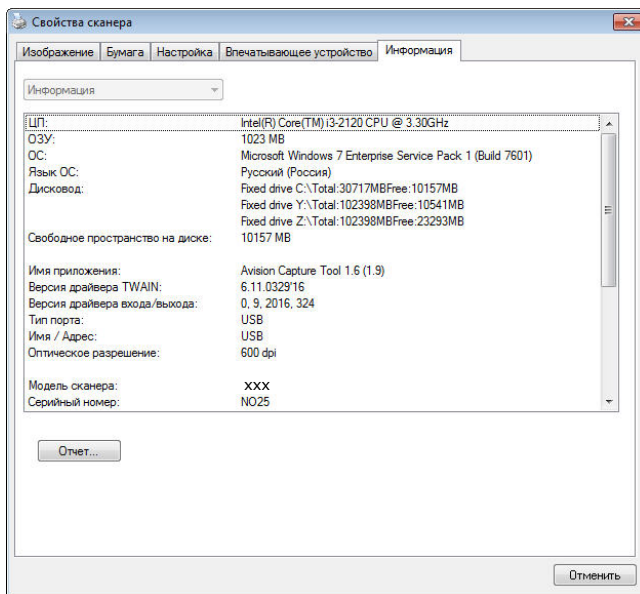 Свойства сканера
Изображение Бумага Настройка Впечатывающее устройство Информация
Информация
ЦП: Intel(R) Core(TM) i3-2120 CPU @ 3.30GHz
ОЗУ: 1023 MB
ОС: Microsoft Windows 7 Enterprise Service Pack 1 (Build 7601)
Язык ОС: Русский (Россия)
Дисковод: Fixed drive C:\Total:30717MBFree:10157MB
Fixed drive Y:\Total:102398MBFree:10541MB
Fixed drive Z:\Total:102398MBFree:23293MB
Свободное пространство на диске: 10157 MB
Имя приложения: Avision Capture Tool 1.6 (1.9)
Версия драйвера TWAIN: 6.11.0329'16
Версия драйвера входа/выхода: 0, 9, 2016, 324
Тип порта: USB
Имя / Адрес: USB
Оптическое разрешение: 600 dpi
Модель сканера: XXX
Серийный номер: NO25
Отчет...
Отменить